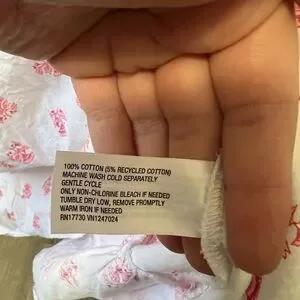 100% COTTON (5% RECYCLED COTTON)
MACHINE WASH COLD SEPARATELY
GENTLE CYCLE
ONLY NON-CHLORINE BLEACH IF NEEDED
TUMBLE DRY LOW, REMOVE PROMPTLY
WARM IRON IF NEEDED
RN17730 VN1247024